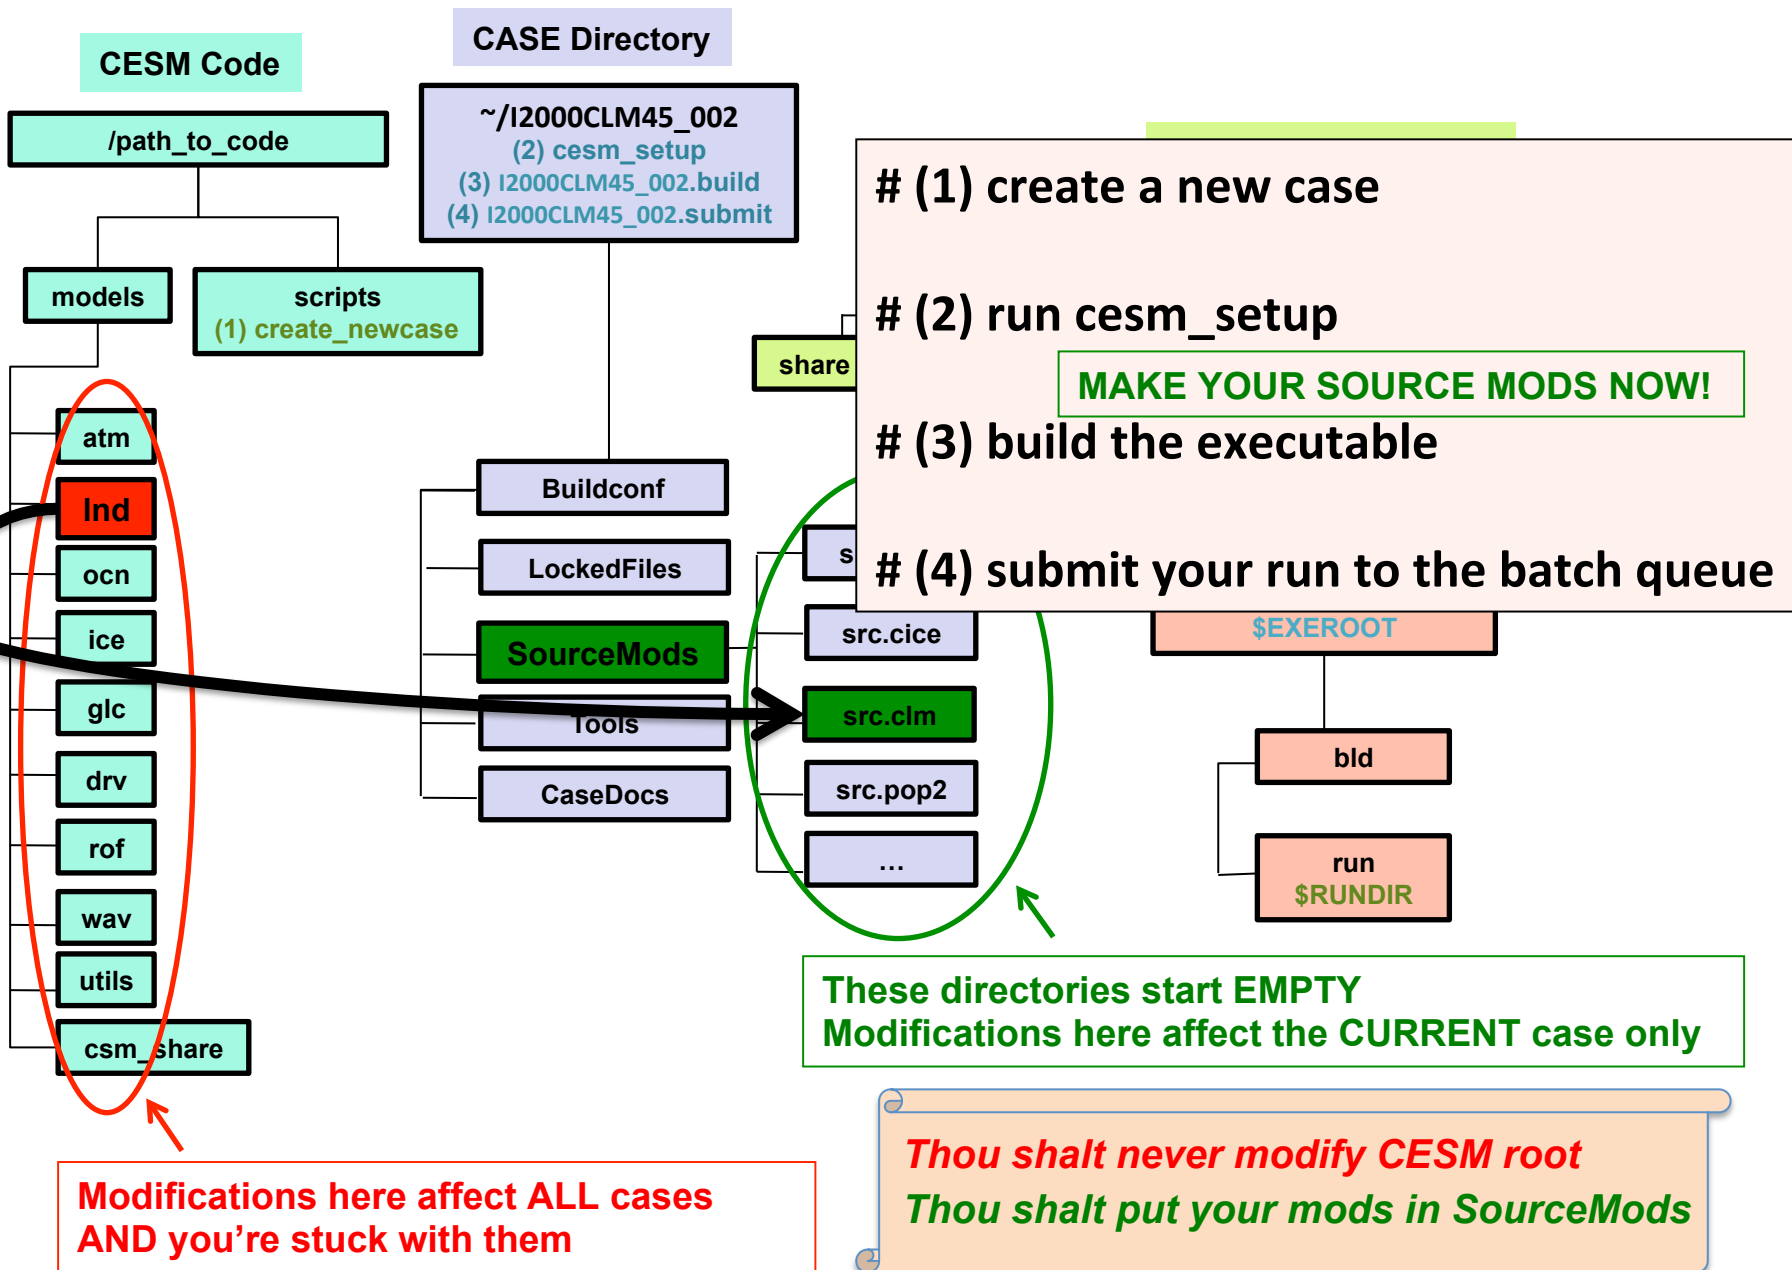 CESM Code
/path_to_code
models
scripts
(1) create_newcase
atm
lnd
ocn
ice
glc
drv
rof
wav
utils
csm_share
Modifications here affect ALL cases
AND you’re stuck with them
CASE Directory
~/I2000CLM45_002
(2) cesm_setup
(3) I2000CLM45_002.build
(4) I2000CLM45_002.submit
Buildconf
LockedFiles
SourceMods
Tools
CaseDocs
share
src.cice
src.clm
src.pop2
…
# (1) create a new case
# (2) run cesm_setup
MAKE YOUR SOURCE MODS NOW!
# (3) build the executable
# (4) submit your run to the batch queue
$EXEROOT
bld
run
$RUNDIR
These directories start EMPTY
Modifications here affect the CURRENT case only
Thou shalt never modify CESM root
Thou shalt put your mods in SourceMods